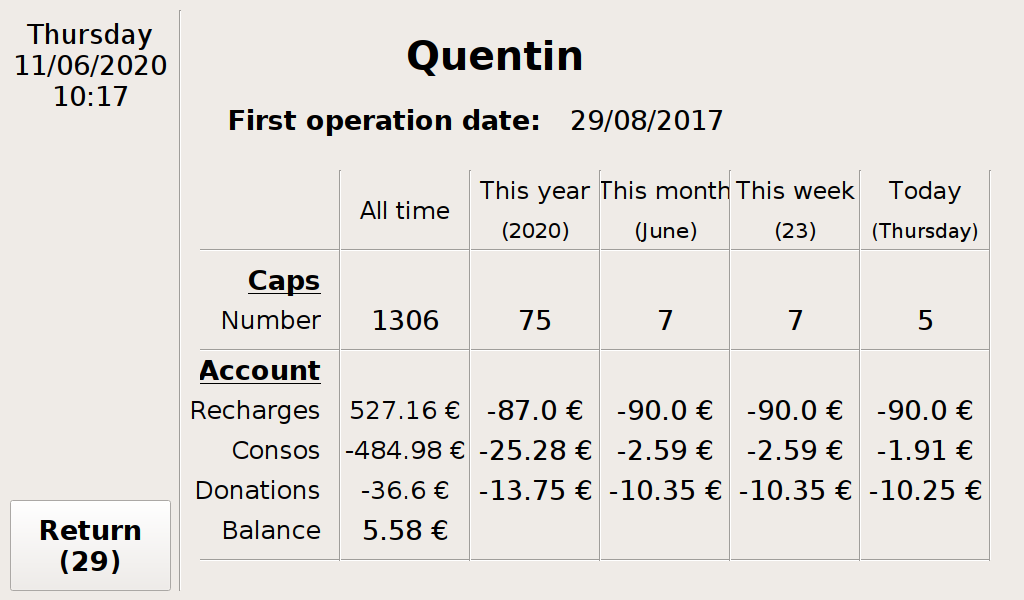 Thursday
11/06/2020
10:17
Quentin
First operation date: 29/08/2017
All time This year This month This week Today
(2020) (June) (23) (Thursday)
Caps
Number 1306 75 7 7 5
Account
Recharges 527.16 € -87.0 € -90.0 € -90.0 € -90.0 €
Consos -484.98 € -25.28 € -2.59 € -2.59 € -1.91 €
Donations -36.6 € -13.75 € -10.35 € -10.35 € -10.25 €
Balance 5.58 €
Return
(29)